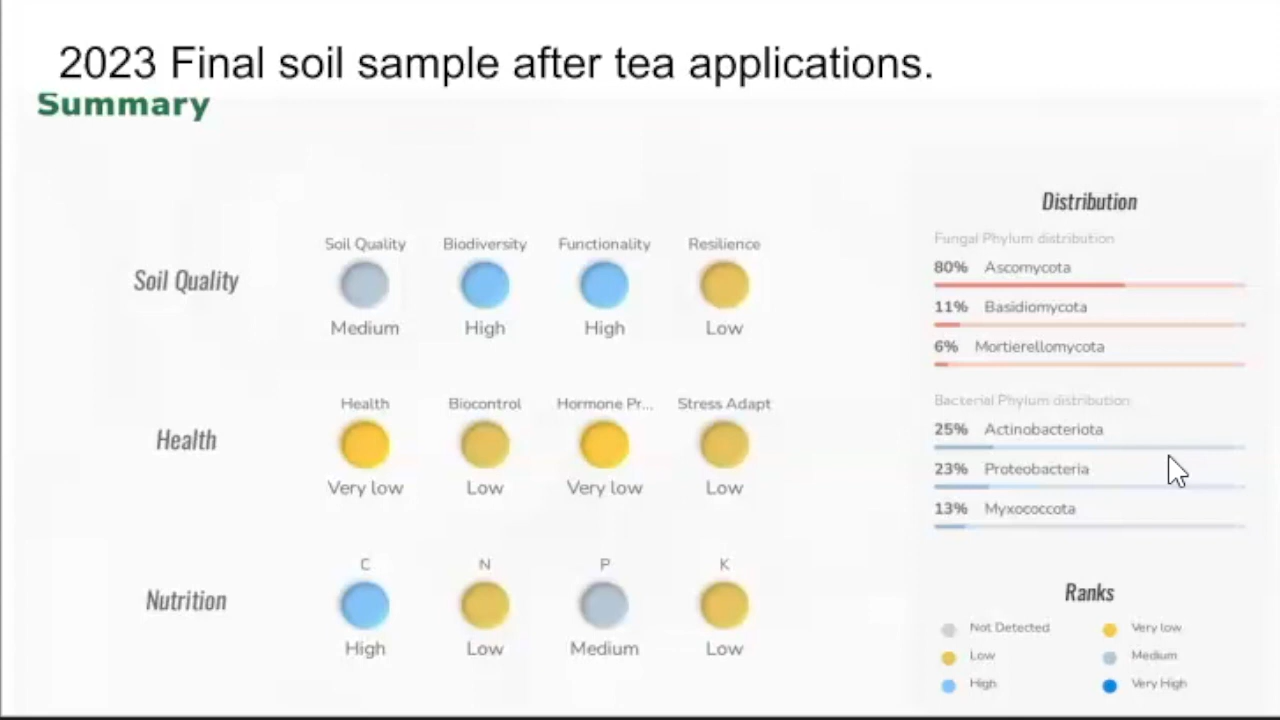 2023 Final soil sample after tea applications.
Summary
Soil Quality
Soil Quality Biodiversity Functionality Resilience
Medium High High Low
Health
Health Biocontrol Hormone Pr... Stress Adapt
Very low Low Very low Low
Nutrition
C N P K
High Low Medium Low
Distribution
Fungal Phylum distribution
80% Ascomycota
11% Basidiomycota
6% Mortierellomycota
Bacterial Phylum distribution
25% Actinobacteriota
23% Proteobacteria
13% Myxococcota
Ranks
Not Detected Very low
Low Medium
High Very High